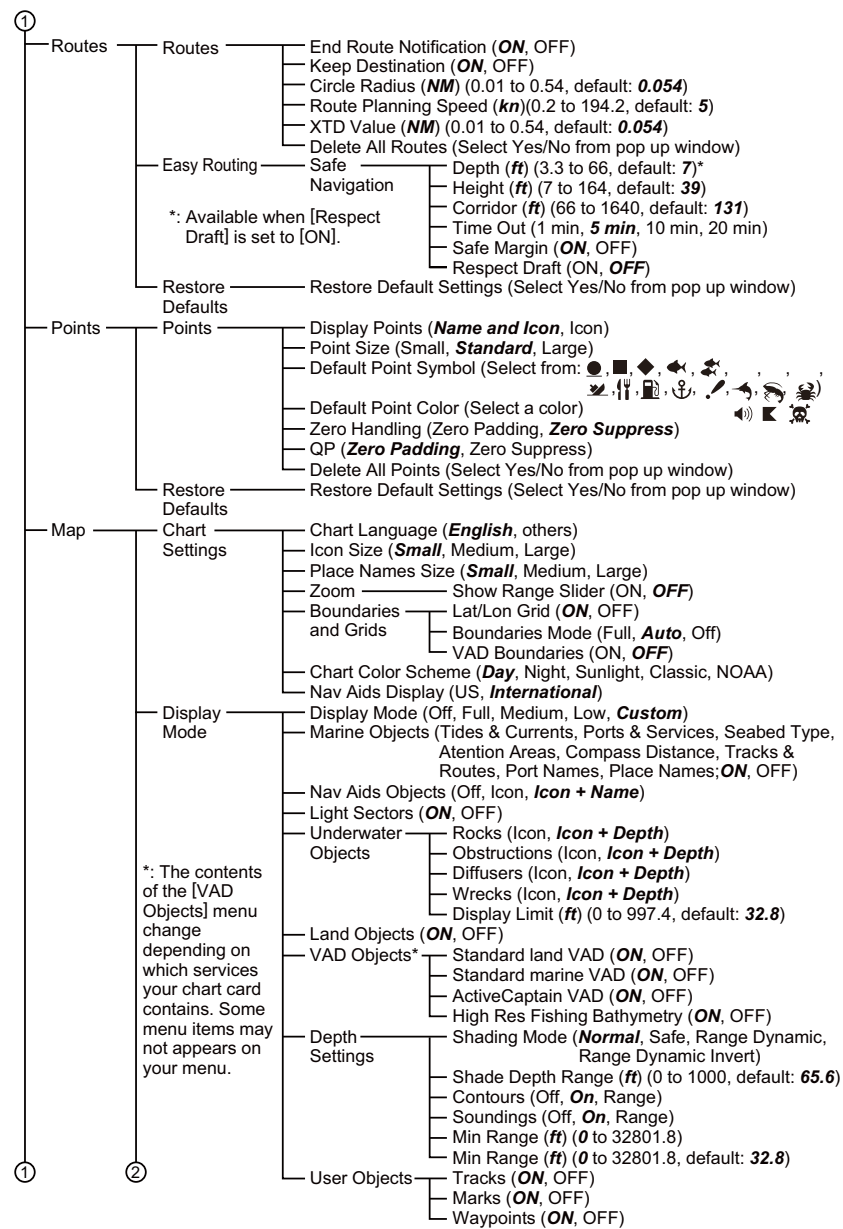 1
Routes Routes End Route Notification (ON, OFF)
Keep Destination (ON, OFF)
Circle Radius (NM) (0.01 to 0.54, default: 0.054)
Route Planning Speed (kn)(0.2 to 194.2, default: 5)
XTD Value (NM) (0.01 to 0.54, default: 0.054)
Delete All Routes (Select Yes/No from pop up window)
Easy Routing Safe Navigation
Depth (ft) (3.3 to 66, default: 7)*
Height (ft) (7 to 164, default: 39)
Corridor (ft) (66 to 1640, default: 131)
Time Out (1 min, 5 min, 10 min, 20 min)
Safe Margin (ON, OFF)
Respect Draft (ON, OFF)
*: Available when [Respect
Draft] is set to [ON].
Restore
Defaults
Restore Default Settings (Select Yes/No from pop up window)
Points Points Display Points (Name and Icon, Icon)
Point Size (Small, Standard, Large)
Default Point Symbol (Select from: , , , , , , , ,
, , , , , , , )
Default Point Color (Select a color)
Zero Handling (Zero Padding, Zero Suppress)
QP (Zero Padding, Zero Suppress)
Delete All Points (Select Yes/No from pop up window)
Restore
Defaults
Restore Default Settings (Select Yes/No from pop up window)
Map Chart
Settings
Chart Language (English, others)
Icon Size (Small, Medium, Large)
Place Names Size (Small, Medium, Large)
Zoom Show Range Slider (ON, OFF)
Boundaries
and Grids
Lat/Lon Grid (ON, OFF)
Boundaries Mode (Full, Auto, Off)
VAD Boundaries (ON, OFF)
Chart Color Scheme (Day, Night, Sunlight, Classic, NOAA)
Nav Aids Display (US, International)
Display
Mode
Display Mode (Off, Full, Medium, Low, Custom)
Marine Objects (Tides & Currents, Ports & Services, Seabed Type,
Atention Areas, Compass Distance, Tracks &
Routes, Port Names, Place Names;ON, OFF)
Nav Aids Objects (Off, Icon, Icon + Name)
Light Sectors (ON, OFF)
Underwater
Objects
Rocks (Icon, Icon + Depth)
Obstructions (Icon, Icon + Depth)
Diffusers (Icon, Icon + Depth)
Wrecks (Icon, Icon + Depth)
Display Limit (ft) (0 to 997.4, default: 32.8)
Land Objects (ON, OFF)
VAD Objects* Standard land VAD (ON, OFF)
Standard marine VAD (ON, OFF)
ActiveCaptain VAD (ON, OFF)
High Res Fishing Bathymetry (ON, OFF)
*: The contents
of the [VAD
Objects] menu
change
depending on
which services
your chart card
contains. Some
menu items may
not appears on
your menu.
Depth
Settings
Shading Mode (Normal, Safe, Range Dynamic,
Range Dynamic Invert)
Shade Depth Range (ft) (0 to 1000, default: 65.6)
Contours (Off, On, Range)
Soundings (Off, On, Range)
Min Range (ft) (0 to 32801.8)
Min Range (ft) (0 to 32801.8, default: 32.8)
User Objects Tracks (ON, OFF)
Marks (ON, OFF)
Waypoints (ON, OFF)
1 2